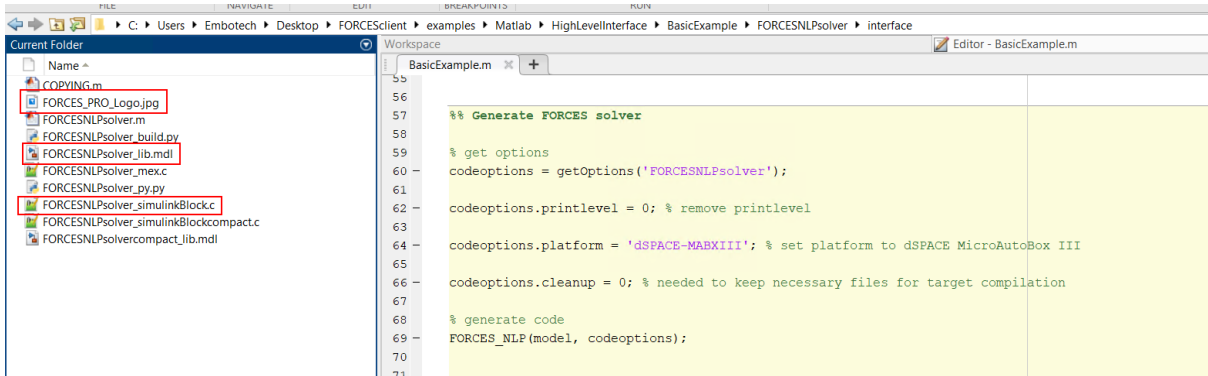 FILE NAVIGATE EDIT BREAKPOINTS RUN
C: Users Embotech Desktop FORCESclient examples Matlab HighLevelInterface BasicExample FORCESNLPsolver interface
Current Folder
Name
COPYING.m
FORCES_PRO_Logo.jpg
FORCESNLPsolver.m
FORCESNLPsolver_build.py
FORCESNLPsolver_lib.mdl
FORCESNLPsolver_mex.c
FORCESNLPsolver_py.py
FORCESNLPsolver_simulinkBlock.c
FORCESNLPsolver_simulinkBlockcompact.c
FORCESNLPsolvercompact_lib.mdl
Workspace
Editor - BasicExample.m
BasicExample.m
55
56
57 %% Generate FORCES solver
58
59 % get options
60 – codeoptions = getOptions('FORCESNLPsolver');
61
62 – codeoptions.printlevel = 0; % remove printlevel
63
64 – codeoptions.platform = 'dSPACE-MABXIII'; % set platform to dSPACE MicroAutoBox III
65
66 – codeoptions.cleanup = 0; % needed to keep necessary files for target compilation
67
68 % generate code
69 – FORCES_NLP(model, codeoptions);
70
71